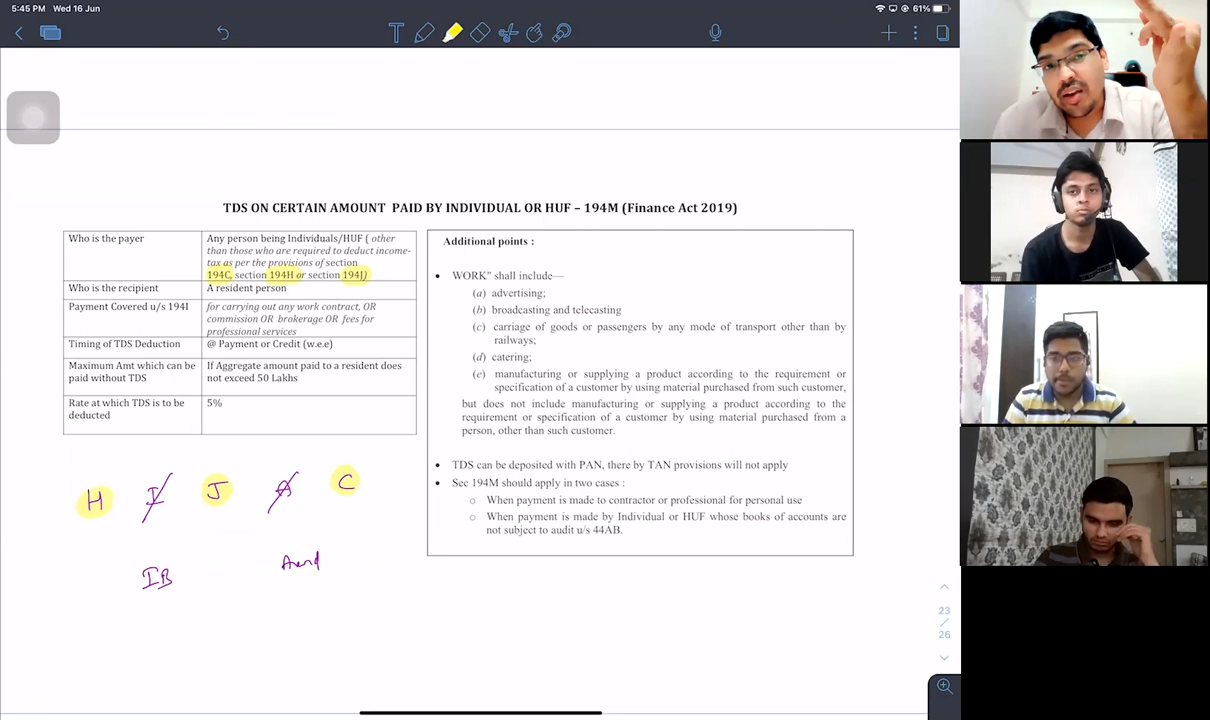 5:45 PM Wed 16 Jun
61%
TDS ON CERTAIN AMOUNT PAID BY INDIVIDUAL OR HUF – 194M (Finance Act 2019)
Who is the payer
Any person being Individuals/HUF ( other
than those who are required to deduct income-
tax as per the provisions of section
194C, section 194H or section 194J)
Who is the recipient
A resident person
Payment Covered u/s 194I
for carrying out any work contract, OR
commission OR brokerage OR fees for
professional services
Timing of TDS Deduction
@ Payment or Credit (w.e.e)
Maximum Amt which can be
paid without TDS
If Aggregate amount paid to a resident does
not exceed 50 Lakhs
Rate at which TDS is to be
deducted
5%
Additional points :
• WORK" shall include—
(a) advertising;
(b) broadcasting and telecasting
(c) carriage of goods or passengers by any mode of transport other than by
railways;
(d) catering;
(e) manufacturing or supplying a product according to the requirement or
specification of a customer by using material purchased from such customer,
but does not include manufacturing or supplying a product according to the
requirement or specification of a customer by using material purchased from a
person, other than such customer.
• TDS can be deposited with PAN, there by TAN provisions will not apply
• Sec 194M should apply in two cases :
o When payment is made to contractor or professional for personal use
o When payment is made by Individual or HUF whose books of accounts are
not subject to audit u/s 44AB.
H I J A C
IB
23
/
26